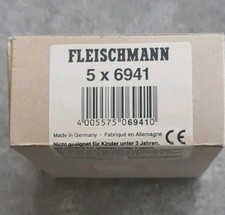 FLEISCHMANN
5 x 6941
4 005575 069410
Made in Germany · Fabriqué en Allemagne
Nicht geeignet für Kinder unter 3 Jahren.
CE